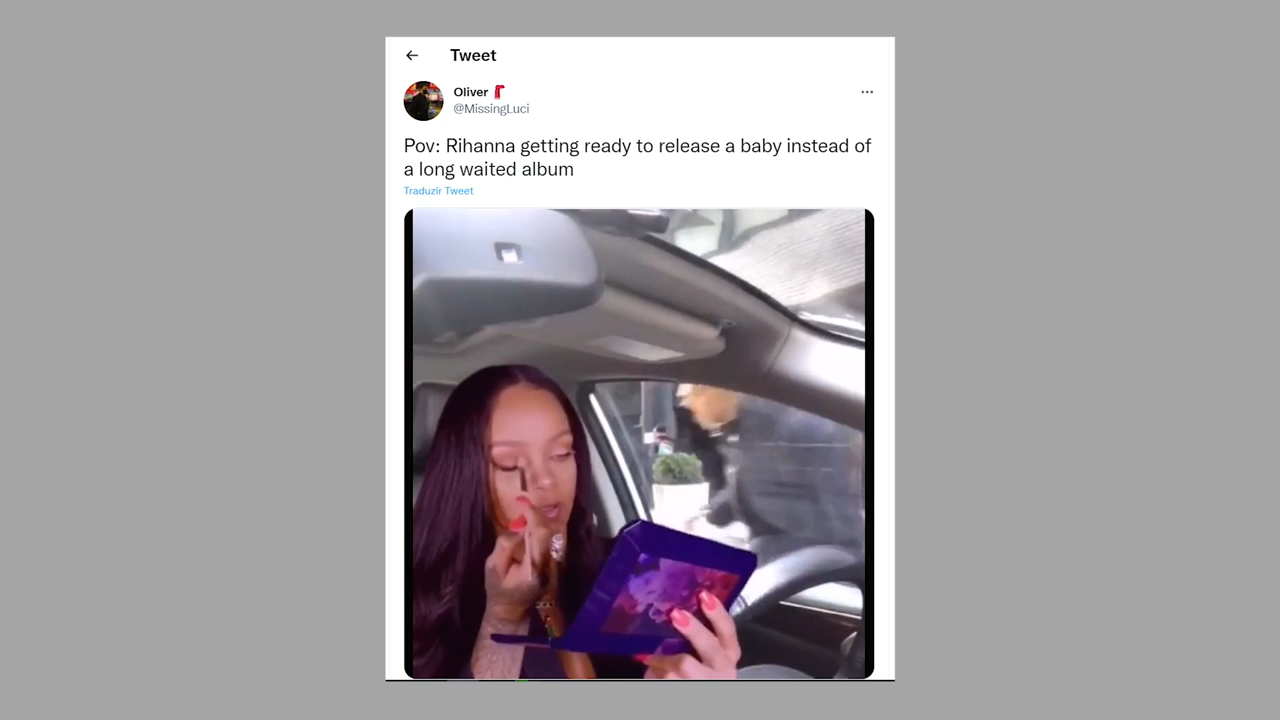 Tweet
Oliver
@MissingLuci
Pov: Rihanna getting ready to release a baby instead of
a long waited album
Traduzir Tweet